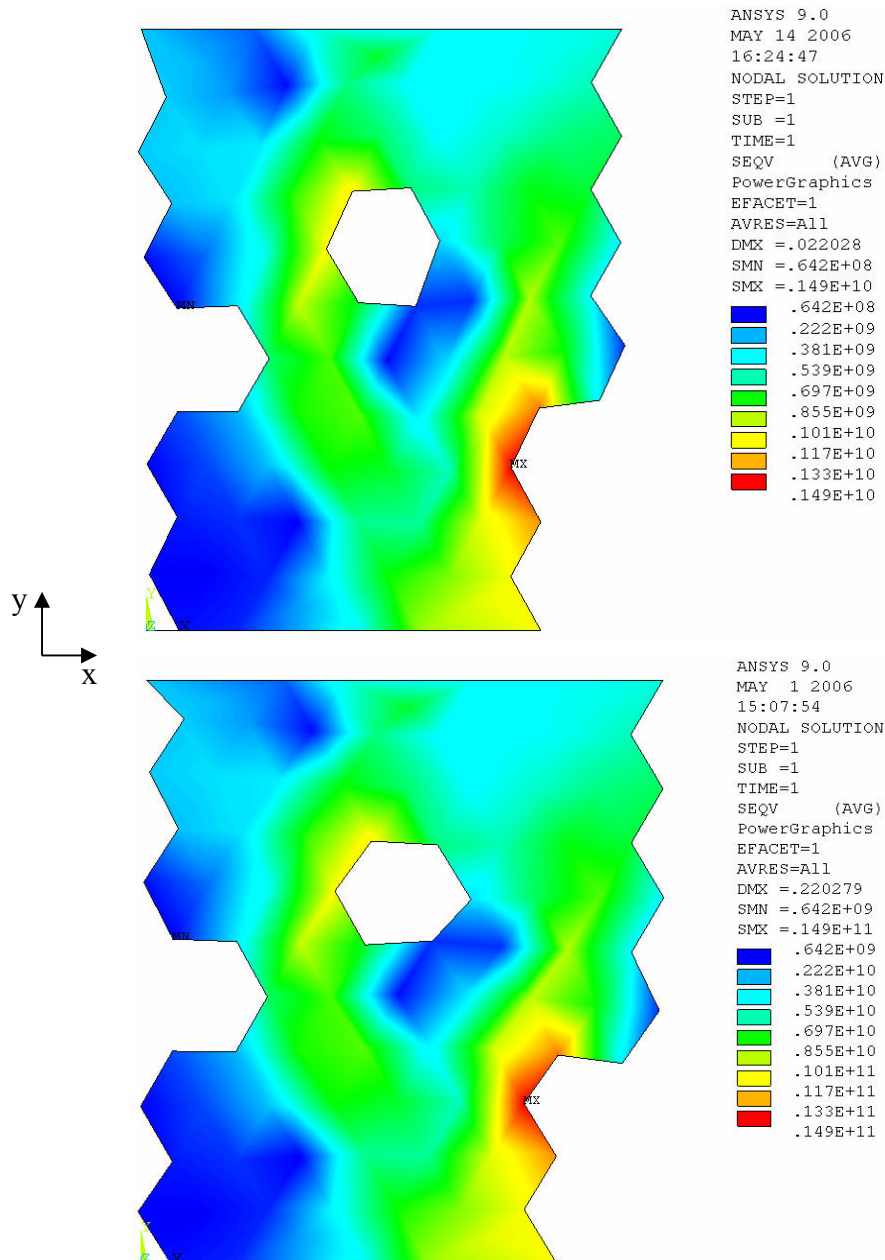 ANSYS 9.0
MAY 14 2006
16:24:47
NODAL SOLUTION
STEP=1
SUB =1
TIME=1
SEQV (AVG)
PowerGraphics
EFACET=1
AVRES=All
DMX =.022028
SMN =.642E+08
SMX =.149E+10
.642E+08
.222E+09
.381E+09
.539E+09
.697E+09
.855E+09
.101E+10
.117E+10
.133E+10
.149E+10
MN
MX
Y
Z X
y
x
ANSYS 9.0
MAY 1 2006
15:07:54
NODAL SOLUTION
STEP=1
SUB =1
TIME=1
SEQV (AVG)
PowerGraphics
EFACET=1
AVRES=All
DMX =.220279
SMN =.642E+09
SMX =.149E+11
.642E+09
.222E+10
.381E+10
.539E+10
.697E+10
.855E+10
.101E+11
.117E+11
.133E+11
.149E+11
MN
MX
Y
Z X